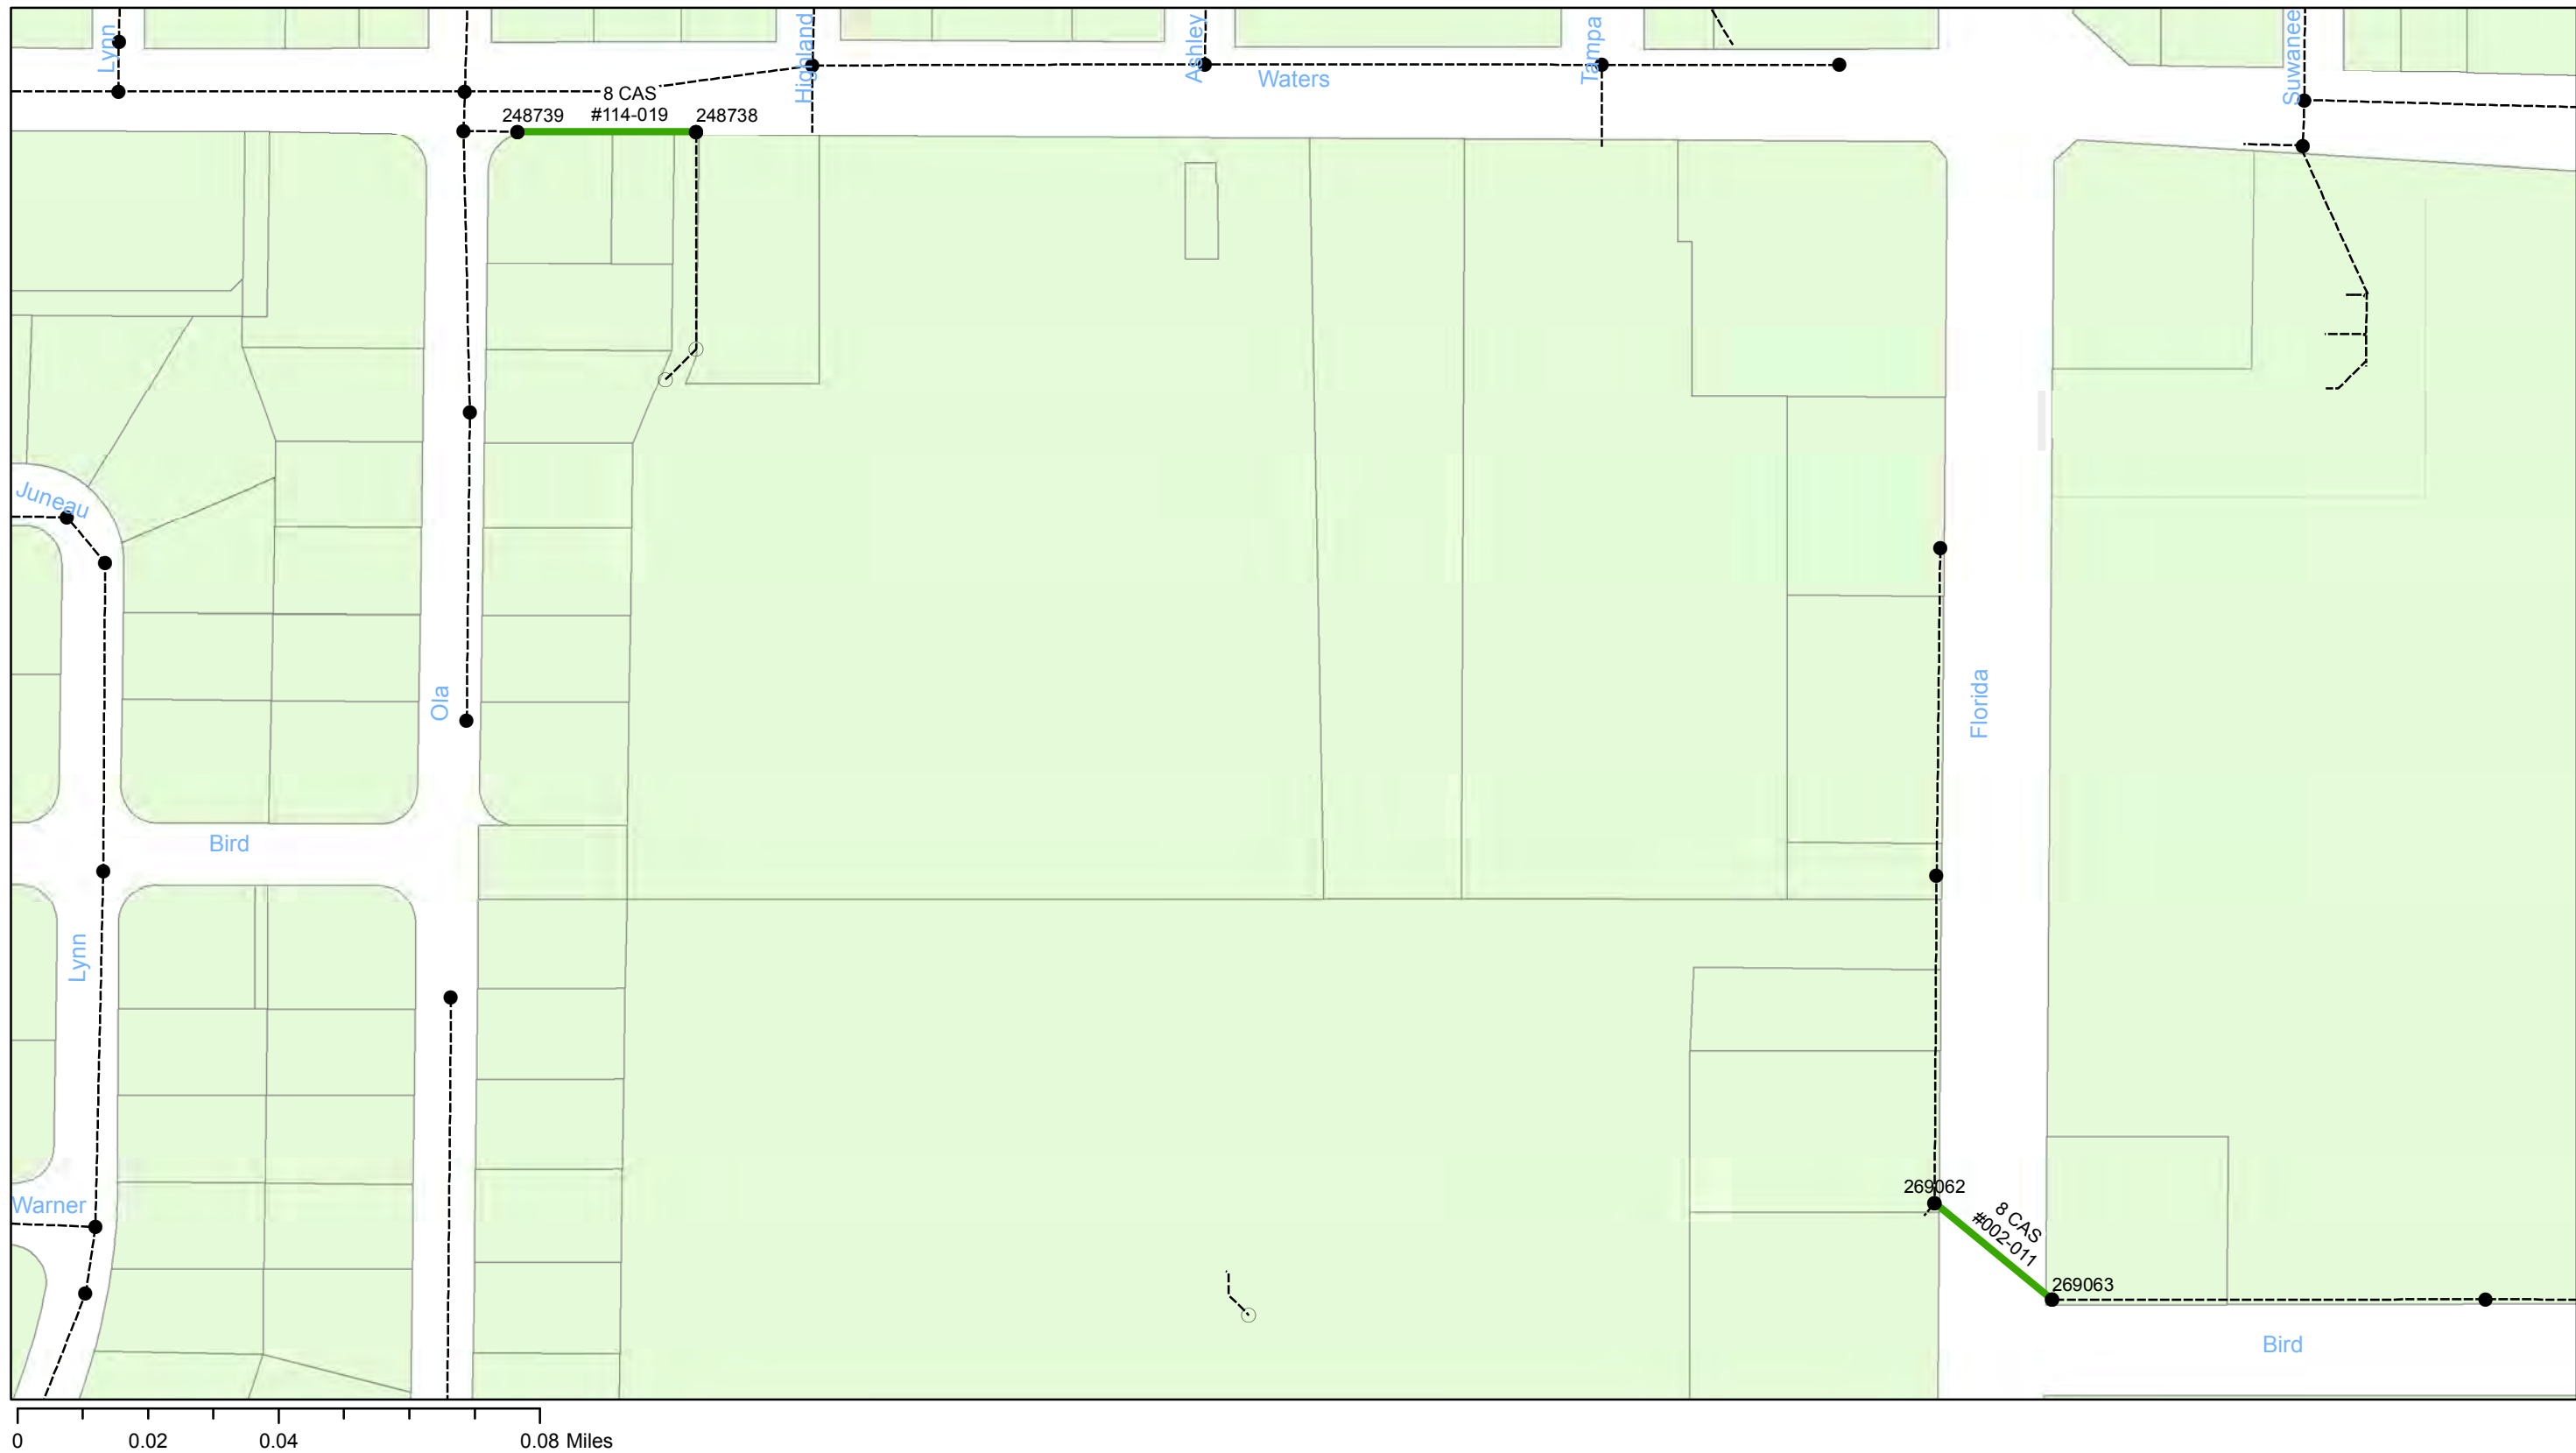 Lynn
Highland
Ashley
Tampa
Suwanee
Waters
8 CAS
#114-019
248739
248738
Juneau
Ola
Florida
Bird
Lynn
Warner
269062
8 CAS
#002-011
269063
Bird
0 0.02 0.04 0.08 Miles